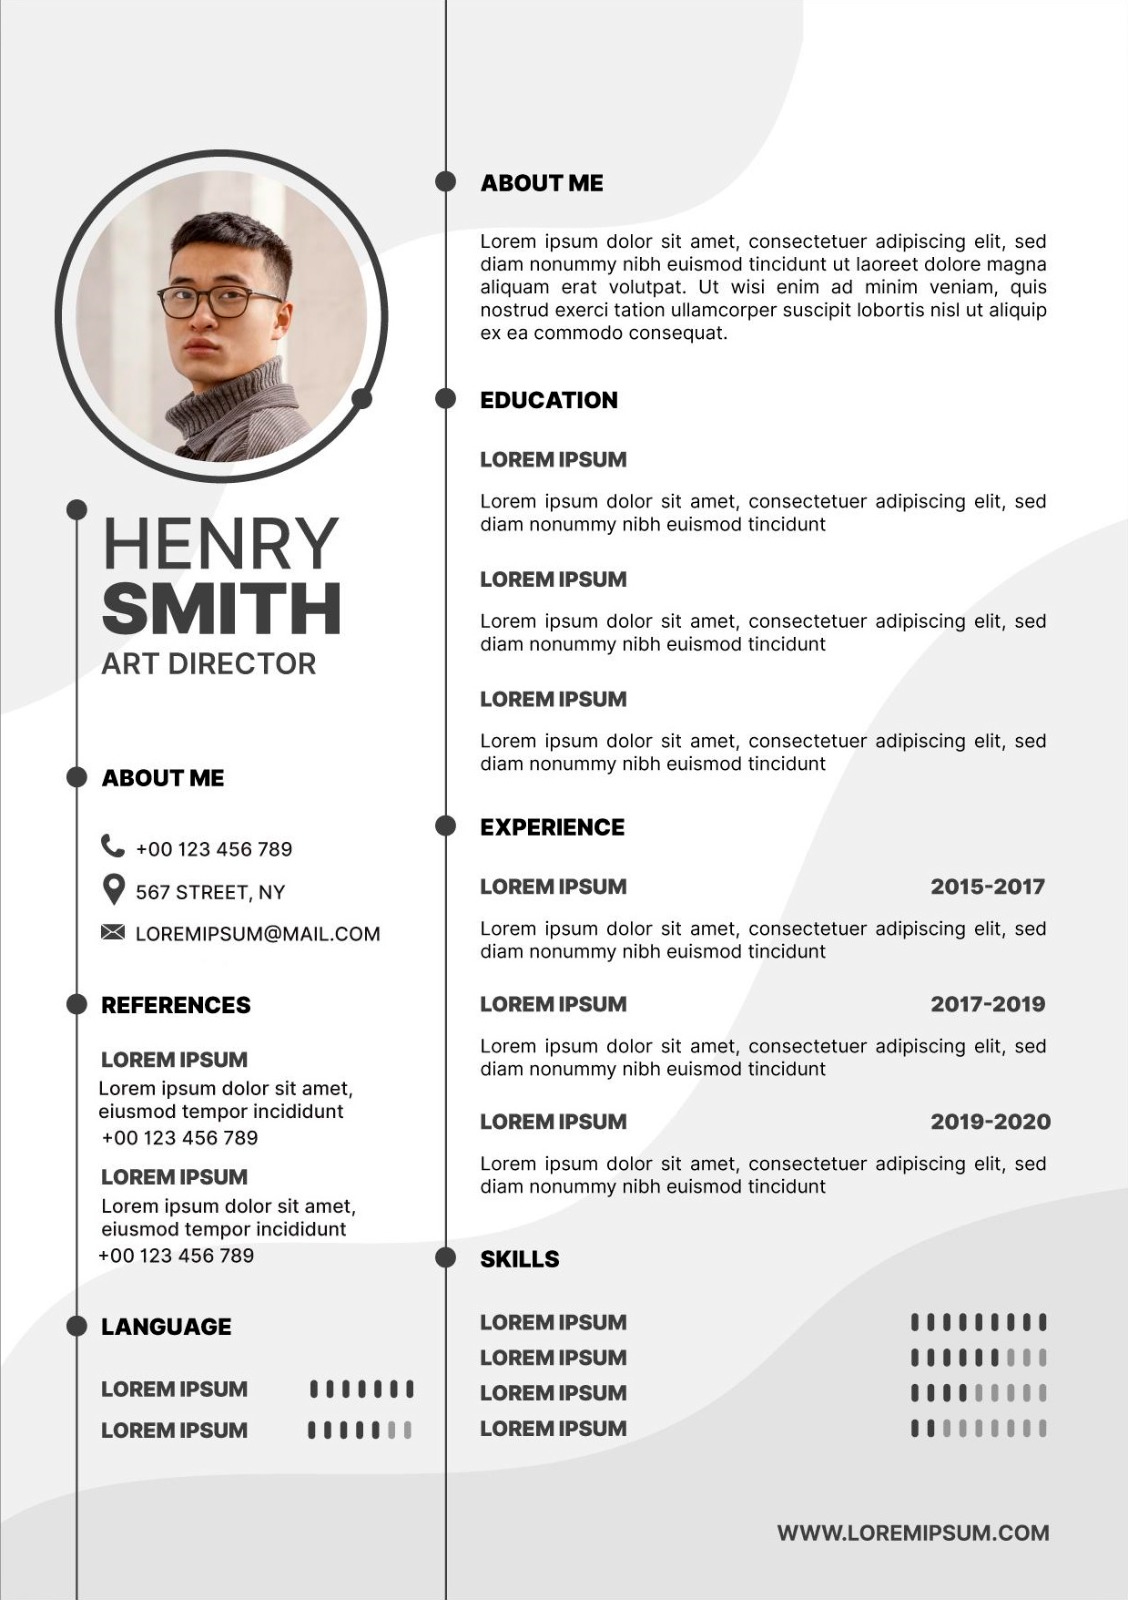 HENRY
SMITH
ART DIRECTOR
ABOUT ME
+00 123 456 789
567 STREET, NY
LOREMIPSUM@MAIL.COM
REFERENCES
LOREM IPSUM
Lorem ipsum dolor sit amet,
eiusmod tempor incididunt
+00 123 456 789
LOREM IPSUM
Lorem ipsum dolor sit amet,
eiusmod tempor incididunt
+00 123 456 789
LANGUAGE
LOREM IPSUM
LOREM IPSUM
ABOUT ME
Lorem ipsum dolor sit amet, consectetuer adipiscing elit, sed
diam nonummy nibh euismod tincidunt ut laoreet dolore magna
aliquam erat volutpat. Ut wisi enim ad minim veniam, quis
nostrud exerci tation ullamcorper suscipit lobortis nisl ut aliquip
ex ea commodo consequat.
EDUCATION
LOREM IPSUM
Lorem ipsum dolor sit amet, consectetuer adipiscing elit, sed
diam nonummy nibh euismod tincidunt
LOREM IPSUM
Lorem ipsum dolor sit amet, consectetuer adipiscing elit, sed
diam nonummy nibh euismod tincidunt
LOREM IPSUM
Lorem ipsum dolor sit amet, consectetuer adipiscing elit, sed
diam nonummy nibh euismod tincidunt
EXPERIENCE
LOREM IPSUM 2015-2017
Lorem ipsum dolor sit amet, consectetuer adipiscing elit, sed
diam nonummy nibh euismod tincidunt
LOREM IPSUM 2017-2019
Lorem ipsum dolor sit amet, consectetuer adipiscing elit, sed
diam nonummy nibh euismod tincidunt
LOREM IPSUM 2019-2020
Lorem ipsum dolor sit amet, consectetuer adipiscing elit, sed
diam nonummy nibh euismod tincidunt
SKILLS
LOREM IPSUM
LOREM IPSUM
LOREM IPSUM
LOREM IPSUM
WWW.LOREMIPSUM.COM